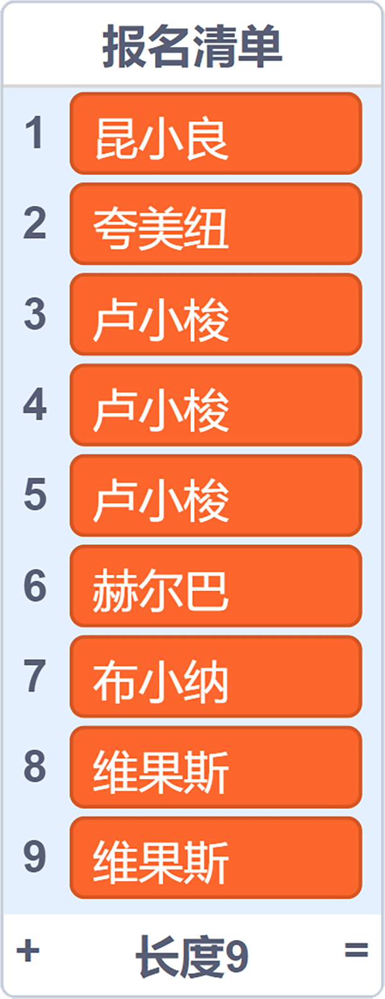 报名清单
1 昆小良
2 夸美纽
3 卢小梭
4 卢小梭
5 卢小梭
6 赫尔巴
7 布小纳
8 维果斯
9 维果斯
+ 长度9 =